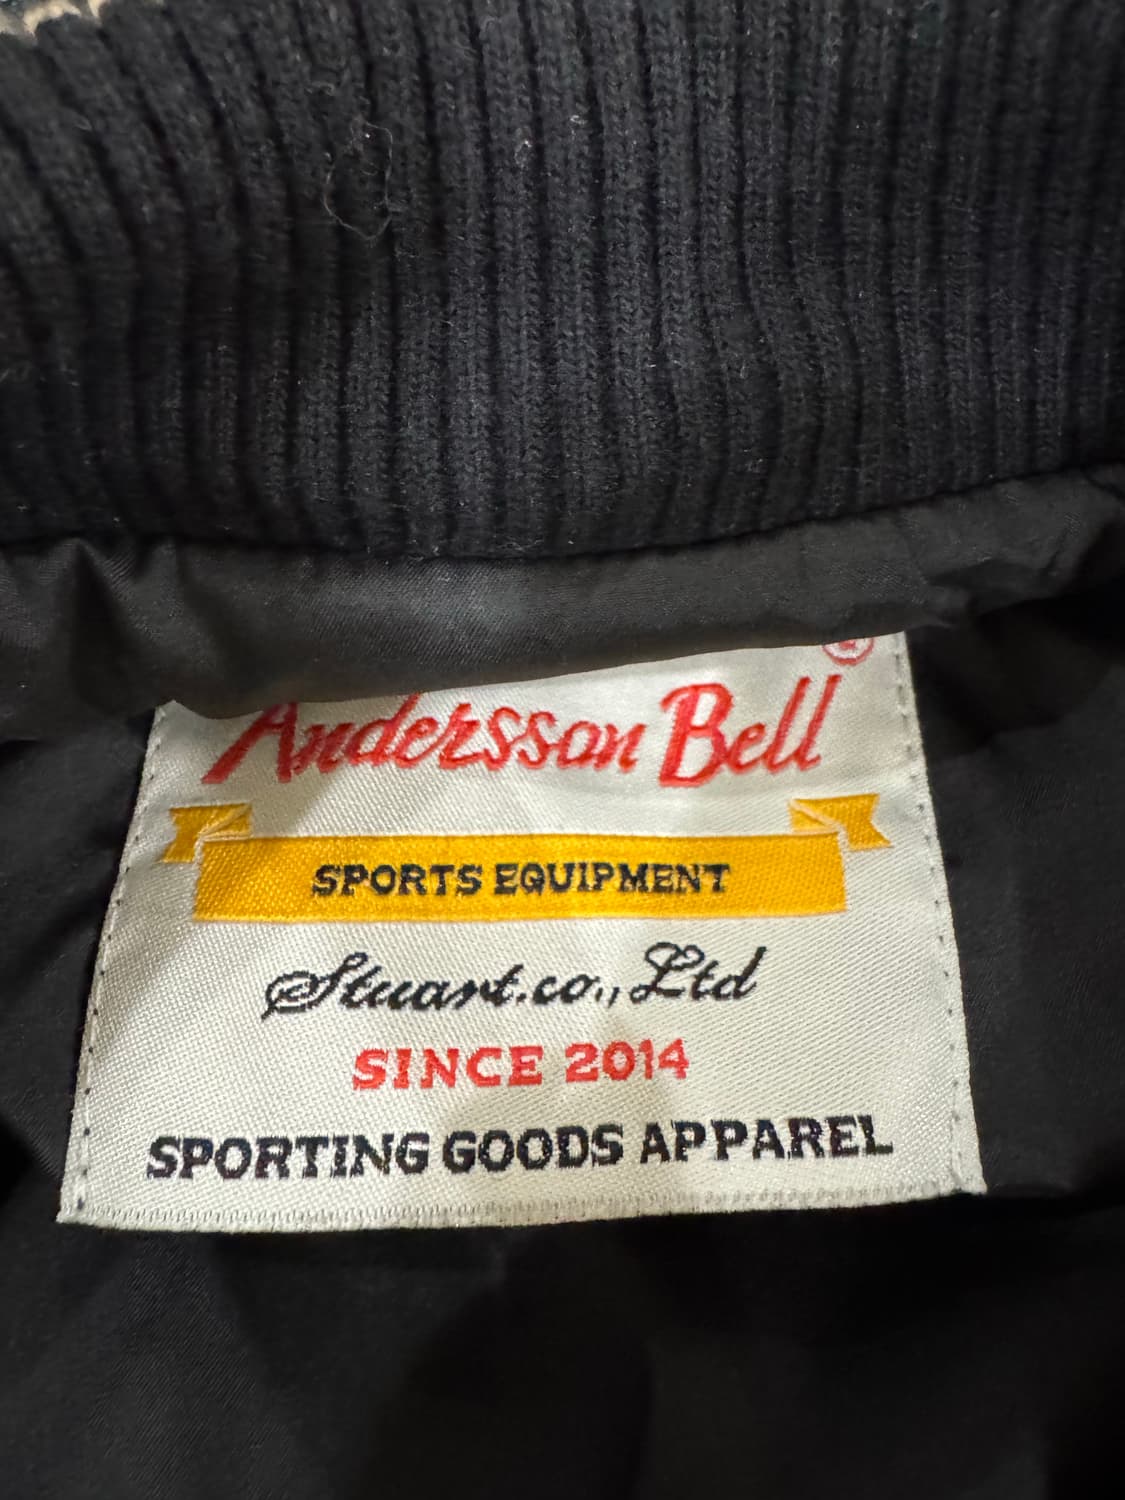 Andersson Bell
SPORTS EQUIPMENT
Stuart.co., Ltd
SINCE 2014
SPORTING GOODS APPAREL